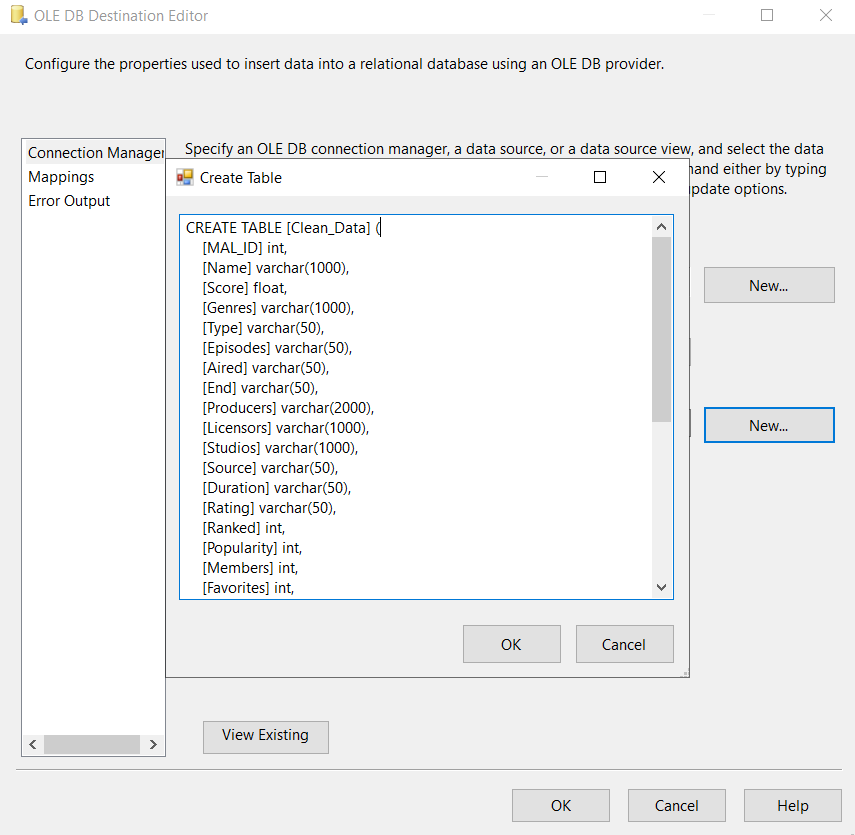 OLE DB Destination Editor
Configure the properties used to insert data into a relational database using an OLE DB provider.
Connection Manager
Mappings
Error Output
Specify an OLE DB connection manager, a data source, or a data source view, and select the data
mand either by typing
update options.
Create Table
CREATE TABLE [Clean_Data] (
[MAL_ID] int,
[Name] varchar(1000),
[Score] float,
[Genres] varchar(1000),
[Type] varchar(50),
[Episodes] varchar(50),
[Aired] varchar(50),
[End] varchar(50),
[Producers] varchar(2000),
[Licensors] varchar(1000),
[Studios] varchar(1000),
[Source] varchar(50),
[Duration] varchar(50),
[Rating] varchar(50),
[Ranked] int,
[Popularity] int,
[Members] int,
[Favorites] int,
OK
Cancel
New...
New...
View Existing
OK
Cancel
Help